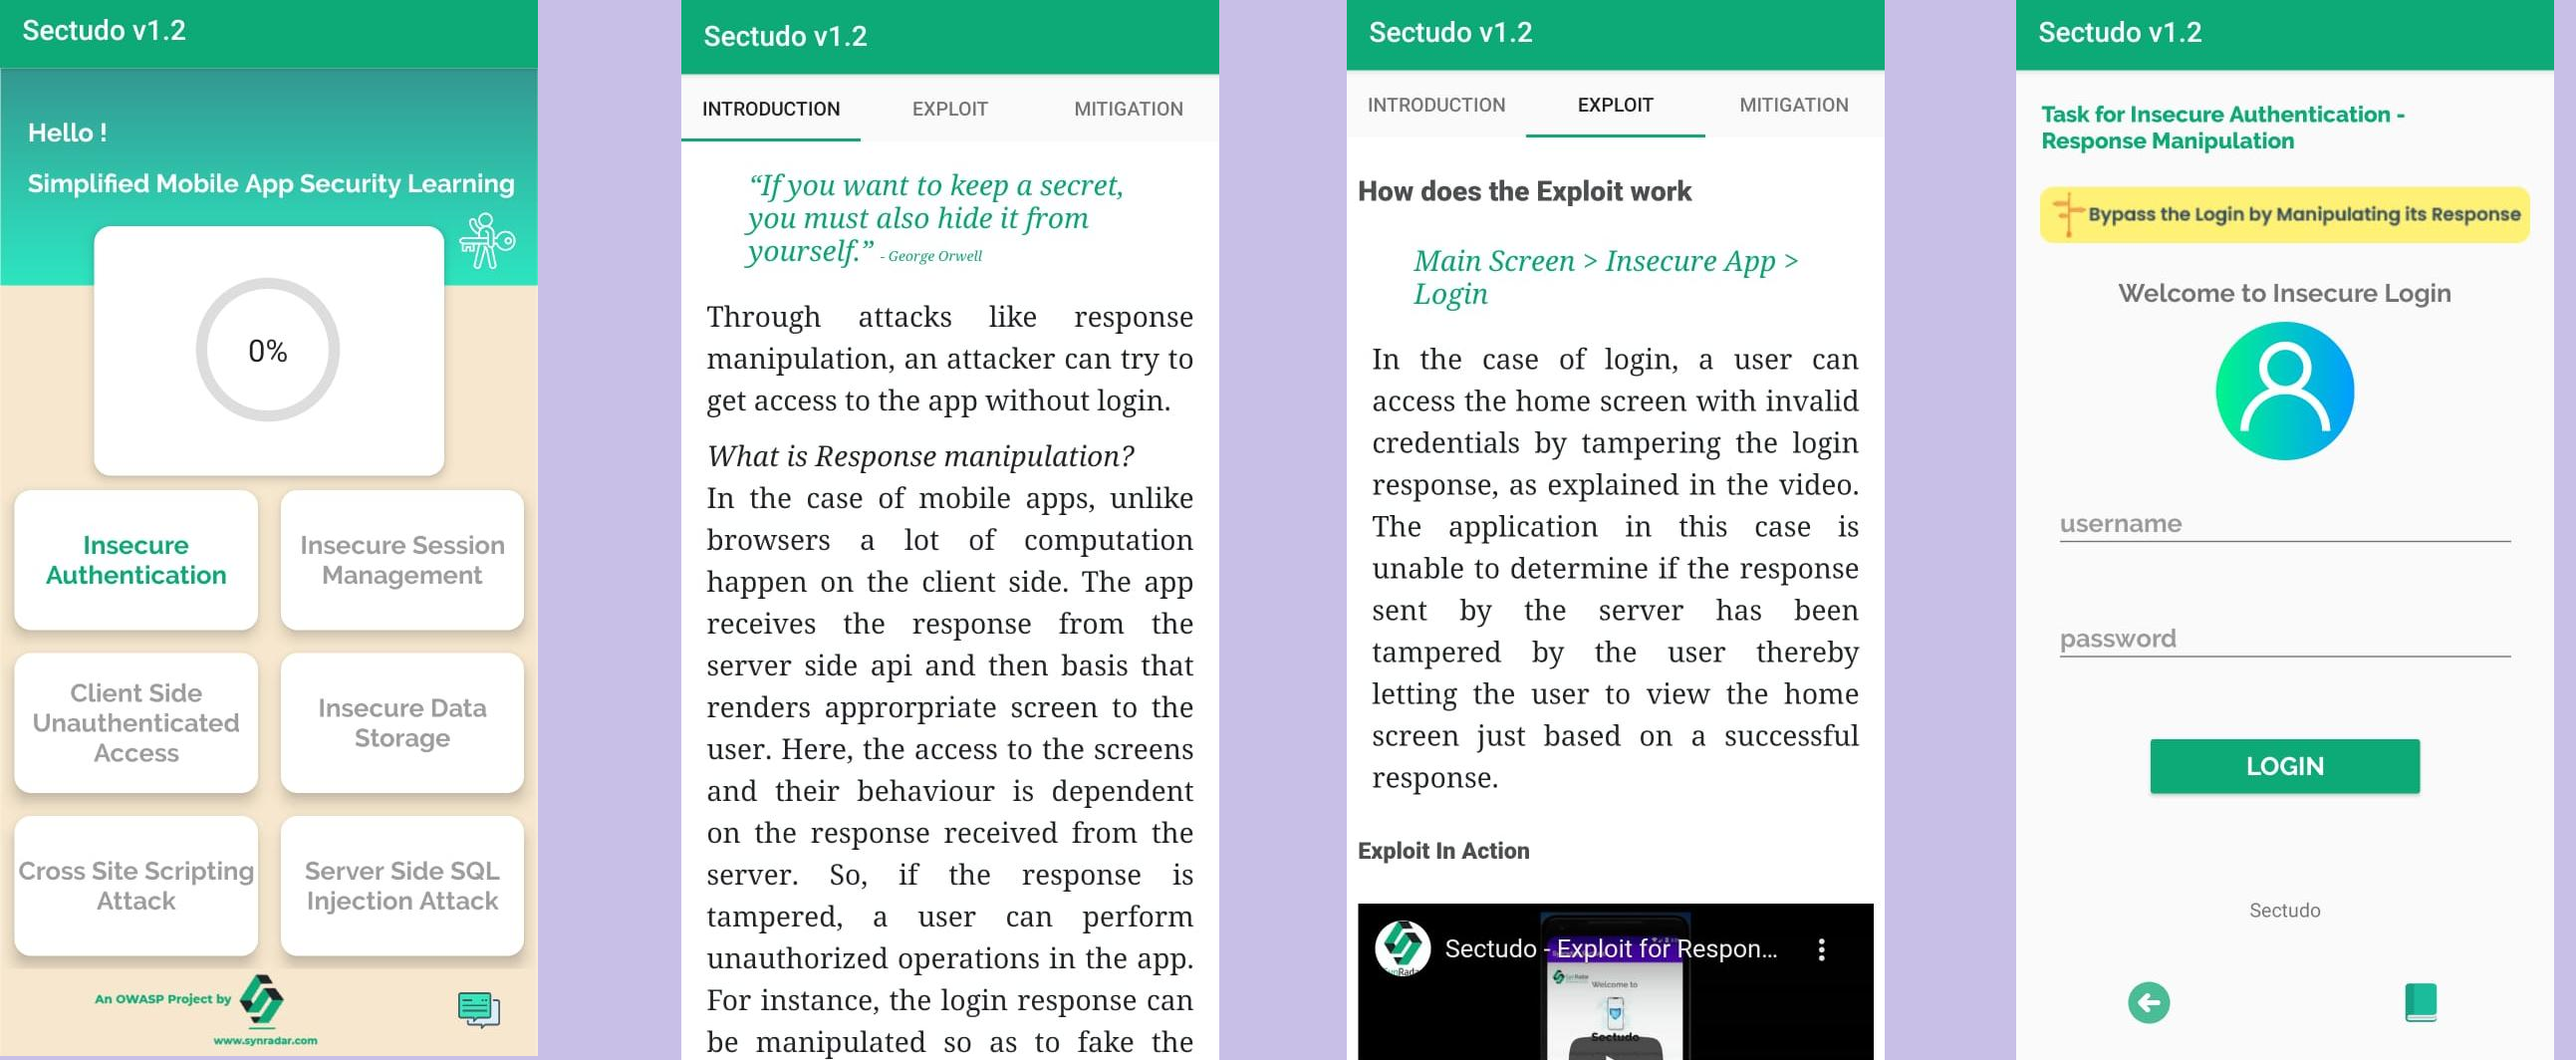 Sectudo v1.2
Hello !
Simplified Mobile App Security Learning
0%
Insecure
Authentication
Insecure Session
Management
Client Side
Unauthenticated
Access
Insecure Data
Storage
Cross Site Scripting
Attack
Server Side SQL
Injection Attack
An OWASP Project by
www.synradar.com
Sectudo v1.2
INTRODUCTION EXPLOIT MITIGATION
“If you want to keep a secret,
you must also hide it from
yourself.” - George Orwell
Through attacks like response
manipulation, an attacker can try to
get access to the app without login.
What is Response manipulation?
In the case of mobile apps, unlike
browsers a lot of computation
happen on the client side. The app
receives the response from the
server side api and then basis that
renders approrpriate screen to the
user. Here, the access to the screens
and their behaviour is dependent
on the response received from the
server. So, if the response is
tampered, a user can perform
unauthorized operations in the app.
For instance, the login response can
be manipulated so as to fake the
Sectudo v1.2
INTRODUCTION EXPLOIT MITIGATION
How does the Exploit work
Main Screen > Insecure App >
Login
In the case of login, a user can
access the home screen with invalid
credentials by tampering the login
response, as explained in the video.
The application in this case is
unable to determine if the response
sent by the server has been
tampered by the user thereby
letting the user to view the home
screen just based on a successful
response.
Exploit In Action
Sectudo - Exploit for Respon...
Welcome to
Sectudo
Sectudo v1.2
Task for Insecure Authentication -
Response Manipulation
Bypass the Login by Manipulating its Response
Welcome to Insecure Login
username
password
LOGIN
Sectudo